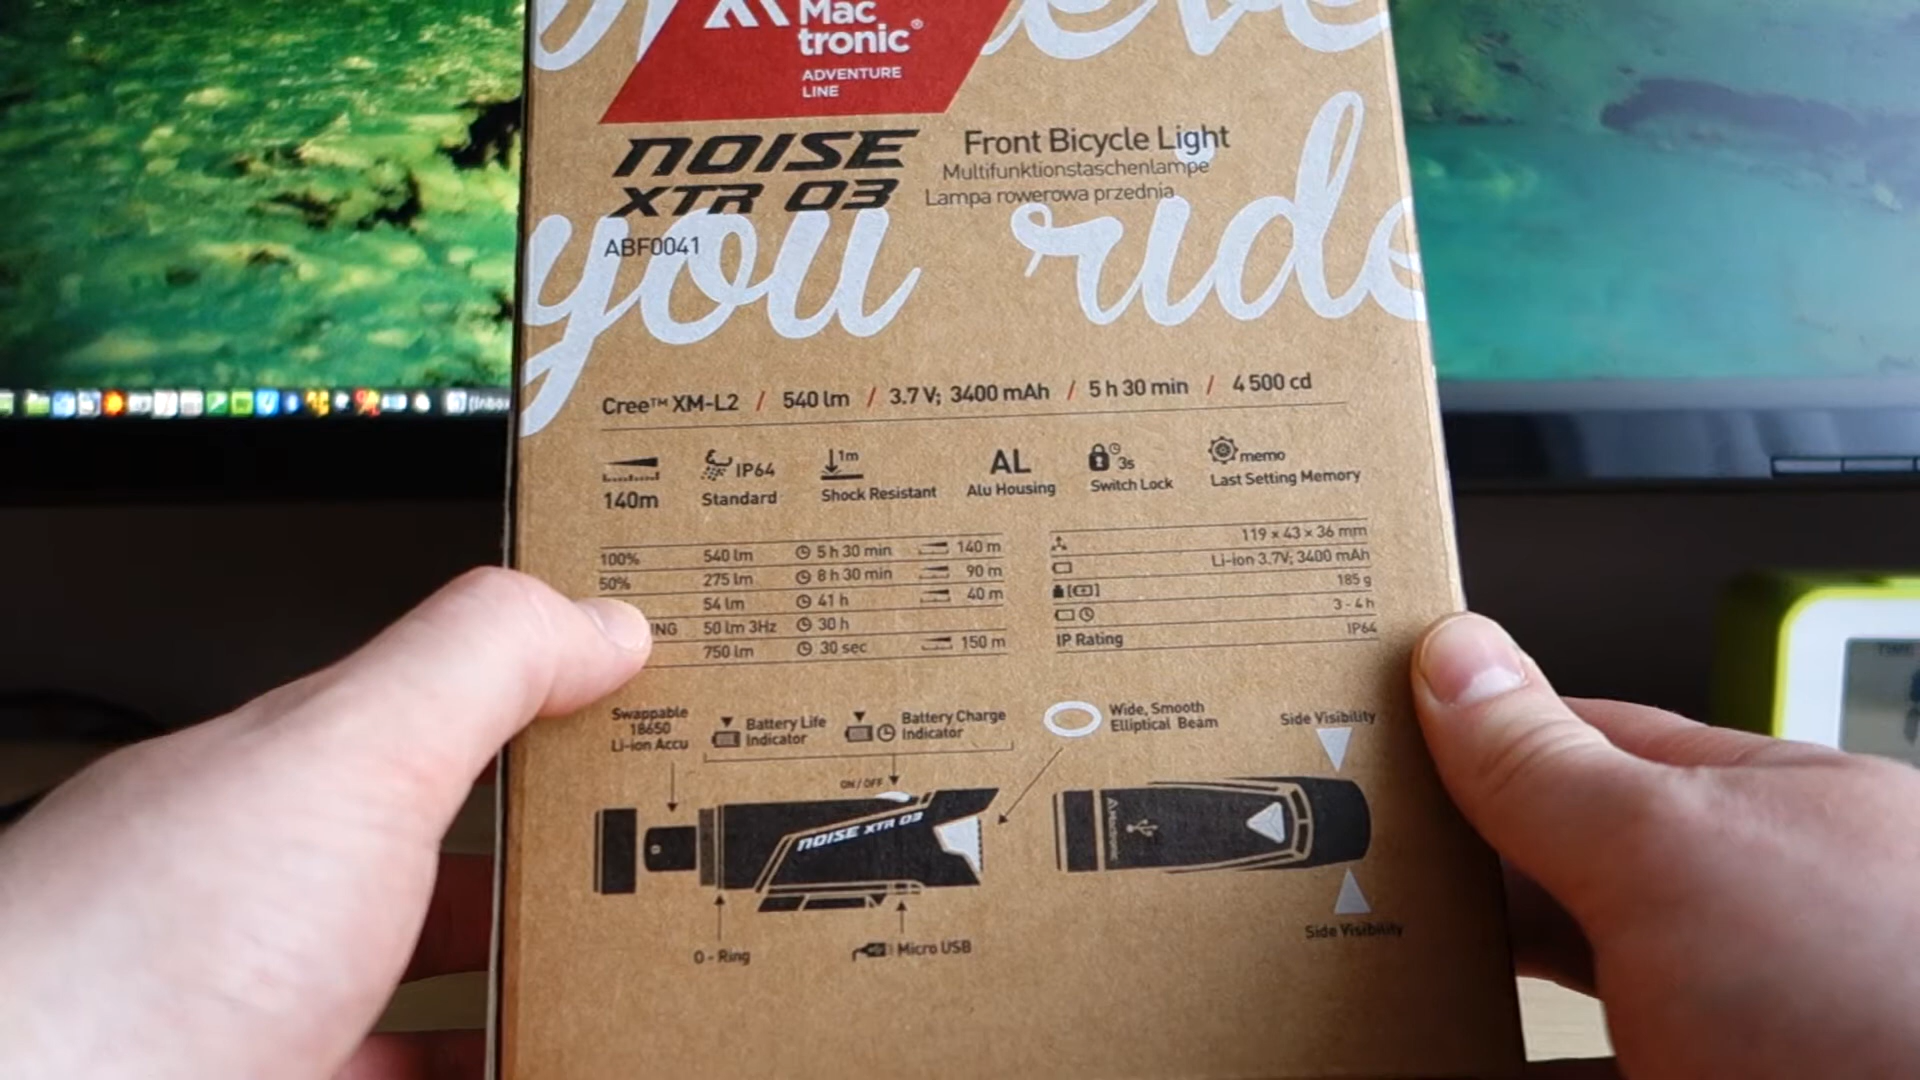 Mac
tronic®
ADVENTURE
LINE
NOISE
XTR 03
Front Bicycle Light
Multifunktionstaschenlampe
Lampa rowerowa przednia
ABF0041
you ride
Cree™ XM-L2 / 540 lm / 3.7 V; 3400 mAh / 5 h 30 min / 4 500 cd
140m
IP64
Standard
1m
Shock Resistant
AL
Alu Housing
3s
Switch Lock
memo
Last Setting Memory
100% 540 lm 5 h 30 min 140 m
50% 275 lm 8 h 30 min 90 m
54 lm 41 h 40 m
ING 50 lm 3Hz 30 h
750 lm 30 sec 150 m
119 x 43 x 36 mm
Li-ion 3.7V; 3400 mAh
185 g
3 - 4 h
IP Rating IP64
Swappable
18650
Li-ion Accu
Battery Life
Indicator
Battery Charge
Indicator
Wide, Smooth
Elliptical Beam
Side Visibility
ON / OFF
NOISE XTR 03
O - Ring
Micro USB
Side Visibility